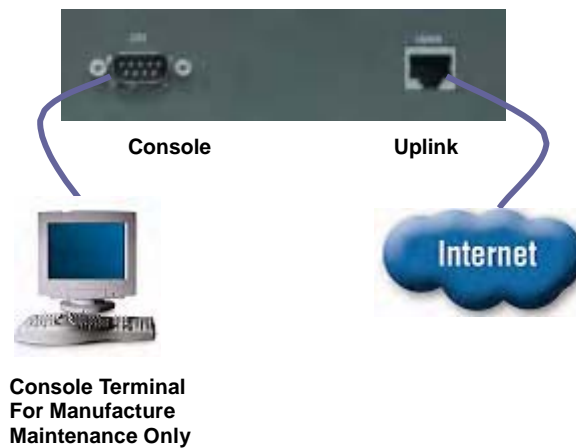 Console
Uplink
Internet
Console Terminal
For Manufacture
Maintenance Only